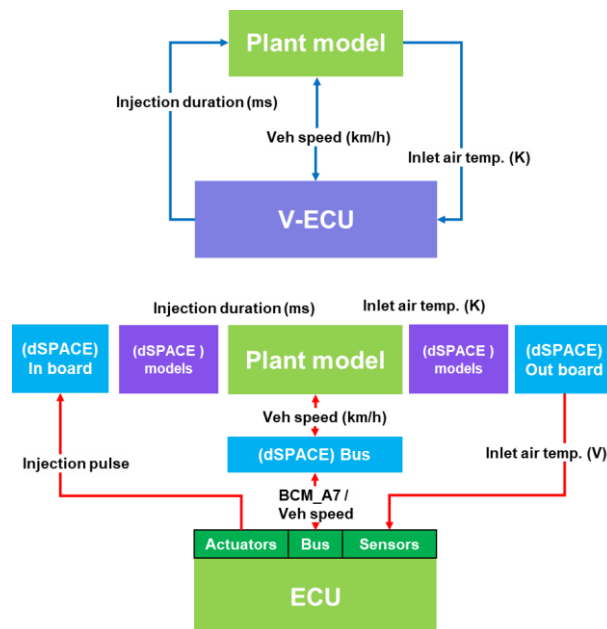 Plant model
Injection duration (ms)
Veh speed (km/h)
Inlet air temp. (K)
V-ECU
Injection duration (ms)
Inlet air temp. (K)
(dSPACE)
In board
(dSPACE )
models
Plant model
(dSPACE )
models
(dSPACE)
Out board
Veh speed (km/h)
(dSPACE) Bus
Injection pulse
Inlet air temp. (V)
BCM_A7 /
Veh speed
Actuators
Bus
Sensors
ECU